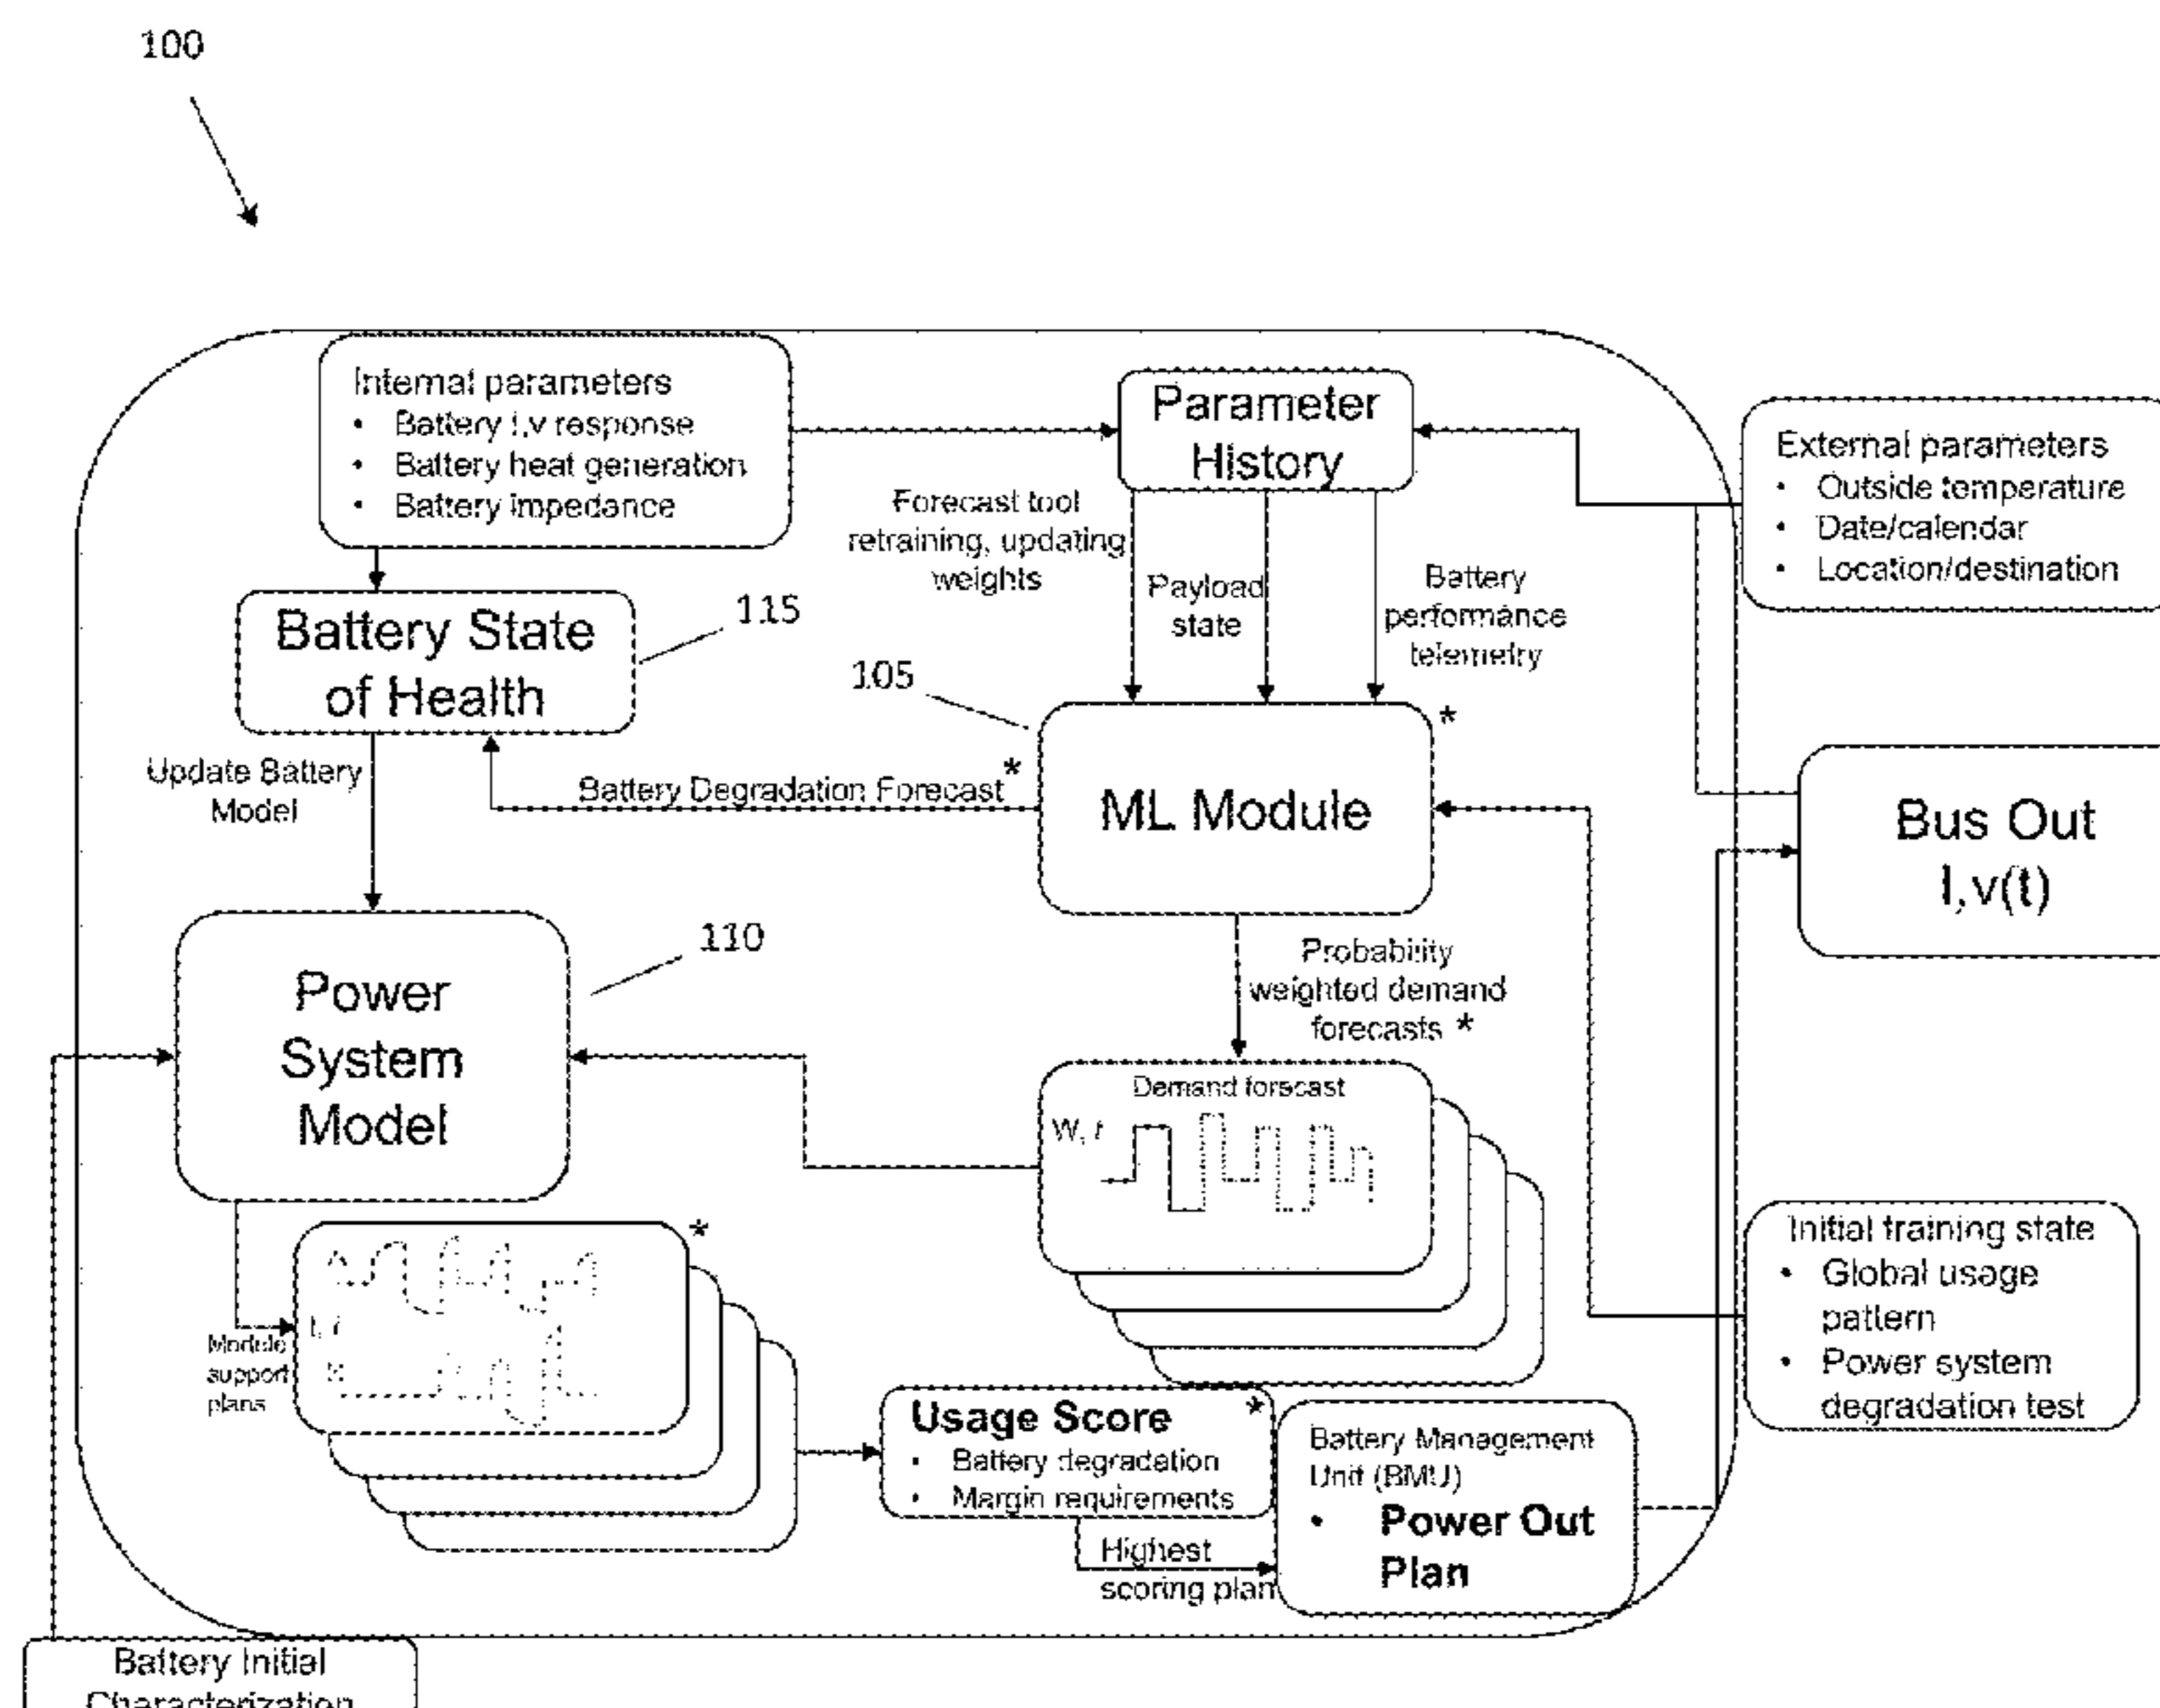 100
Internal parameters
• Battery I,v response
• Battery heat generation
• Battery impedance
Parameter
History
External parameters
• Outside temperature
• Date/calendar
• Location/destination
Forecast tool
retraining, updating
weights
Payload
state
Battery
performance
telemetry
Battery State
of Health
115
105
Update Battery
Model
Battery Degradation Forecast*
ML Module
*
Bus Out
I,v(t)
Power
System
Model
110
Probability
weighted demand
forecasts *
Demand forecast
W, t
Initial training state
• Global usage
pattern
• Power system
degradation test
*
Module
support
plans
Usage Score *
• Battery degradation
• Margin requirements
Highest
scoring plan
Battery Management
Unit (BMU)
• Power Out
Plan
Battery Initial
Characterization